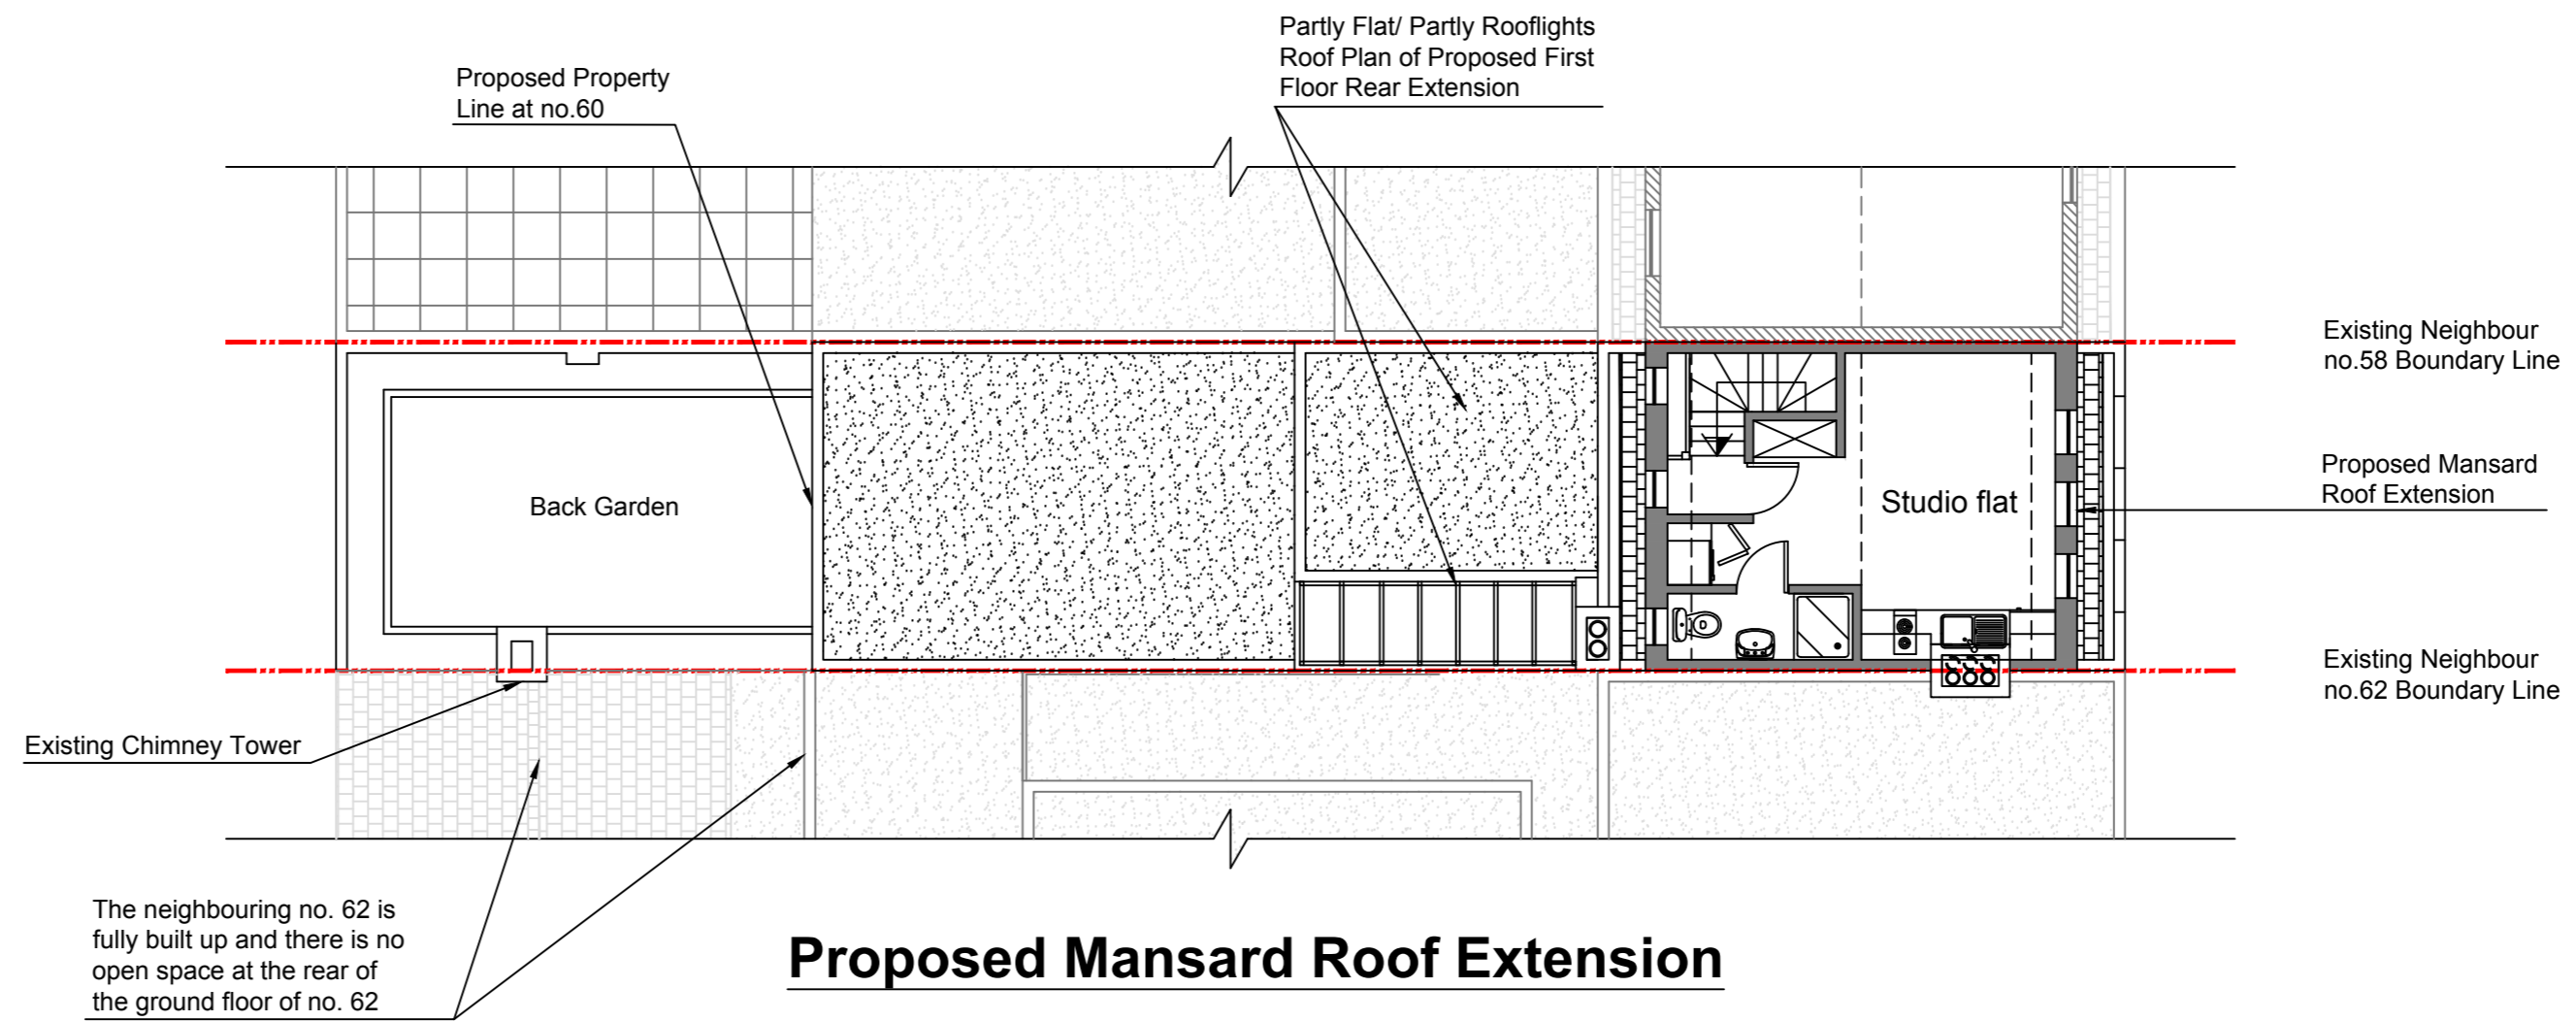 Partly Flat/ Partly Rooflights
Roof Plan of Proposed First
Floor Rear Extension
Proposed Property
Line at no.60
Existing Neighbour
no.58 Boundary Line
Proposed Mansard
Roof Extension
Back Garden
Studio flat
Existing Neighbour
no.62 Boundary Line
Existing Chimney Tower
The neighbouring no. 62 is
fully built up and there is no
open space at the rear of
the ground floor of no. 62
Proposed Mansard Roof Extension